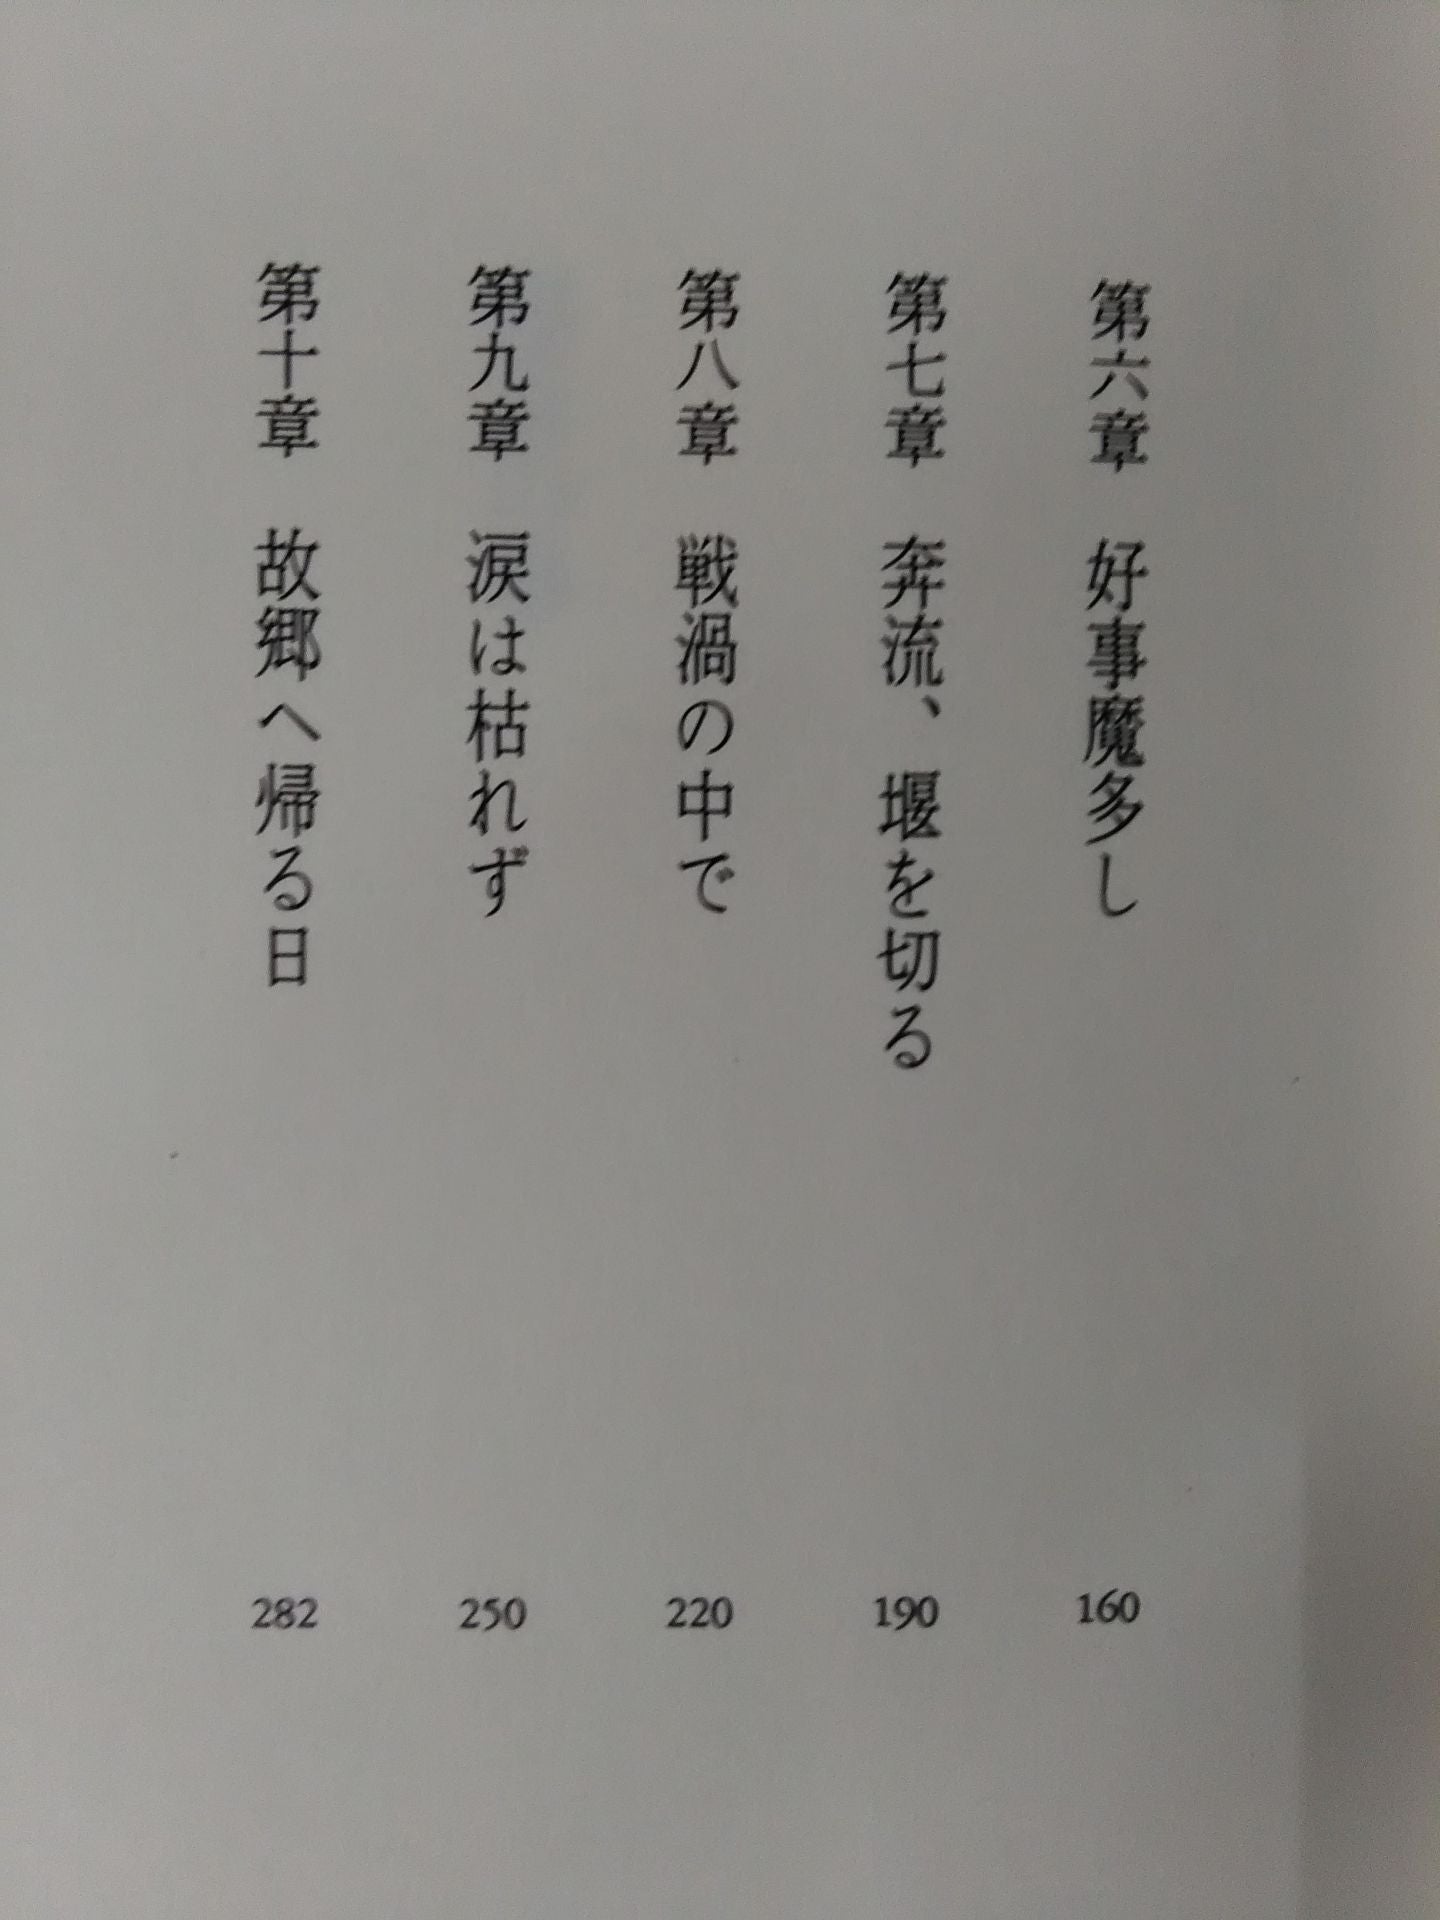 第六章　好事魔多し　160
第七章　奔流、堰を切る　190
第八章　戦渦の中で　220
第九章　涙は枯れず　250
第十章　故郷へ帰る日　282